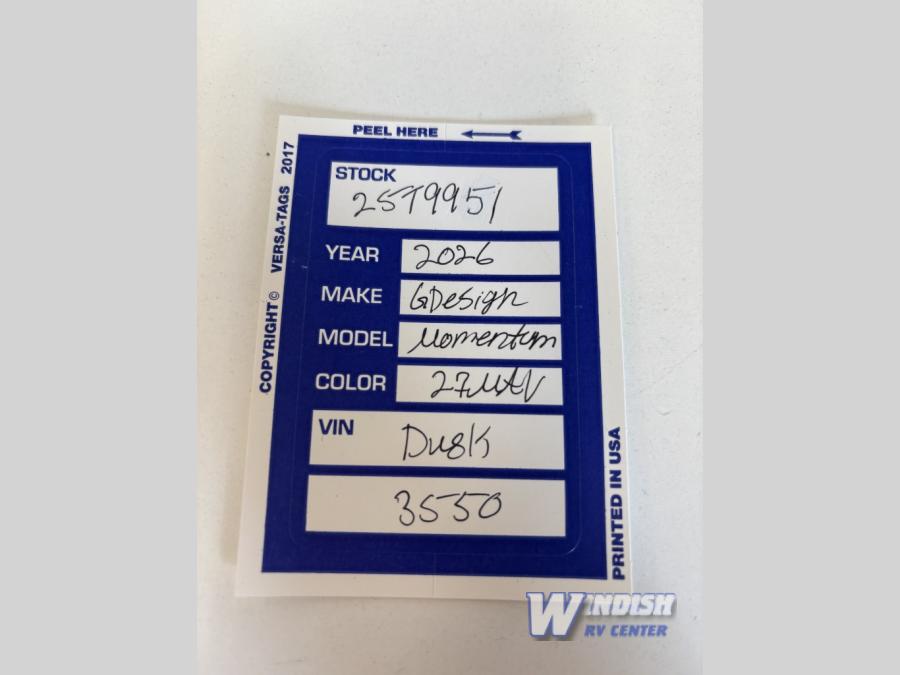 PEEL HERE
COPYRIGHT© VERSA-TAGS 2017
STOCK
25T9951
YEAR 2026
MAKE GDesign
MODEL Momentum
COLOR 27MAV
VIN
Dusk
3550
PRINTED IN USA
WINDISH
RV CENTER